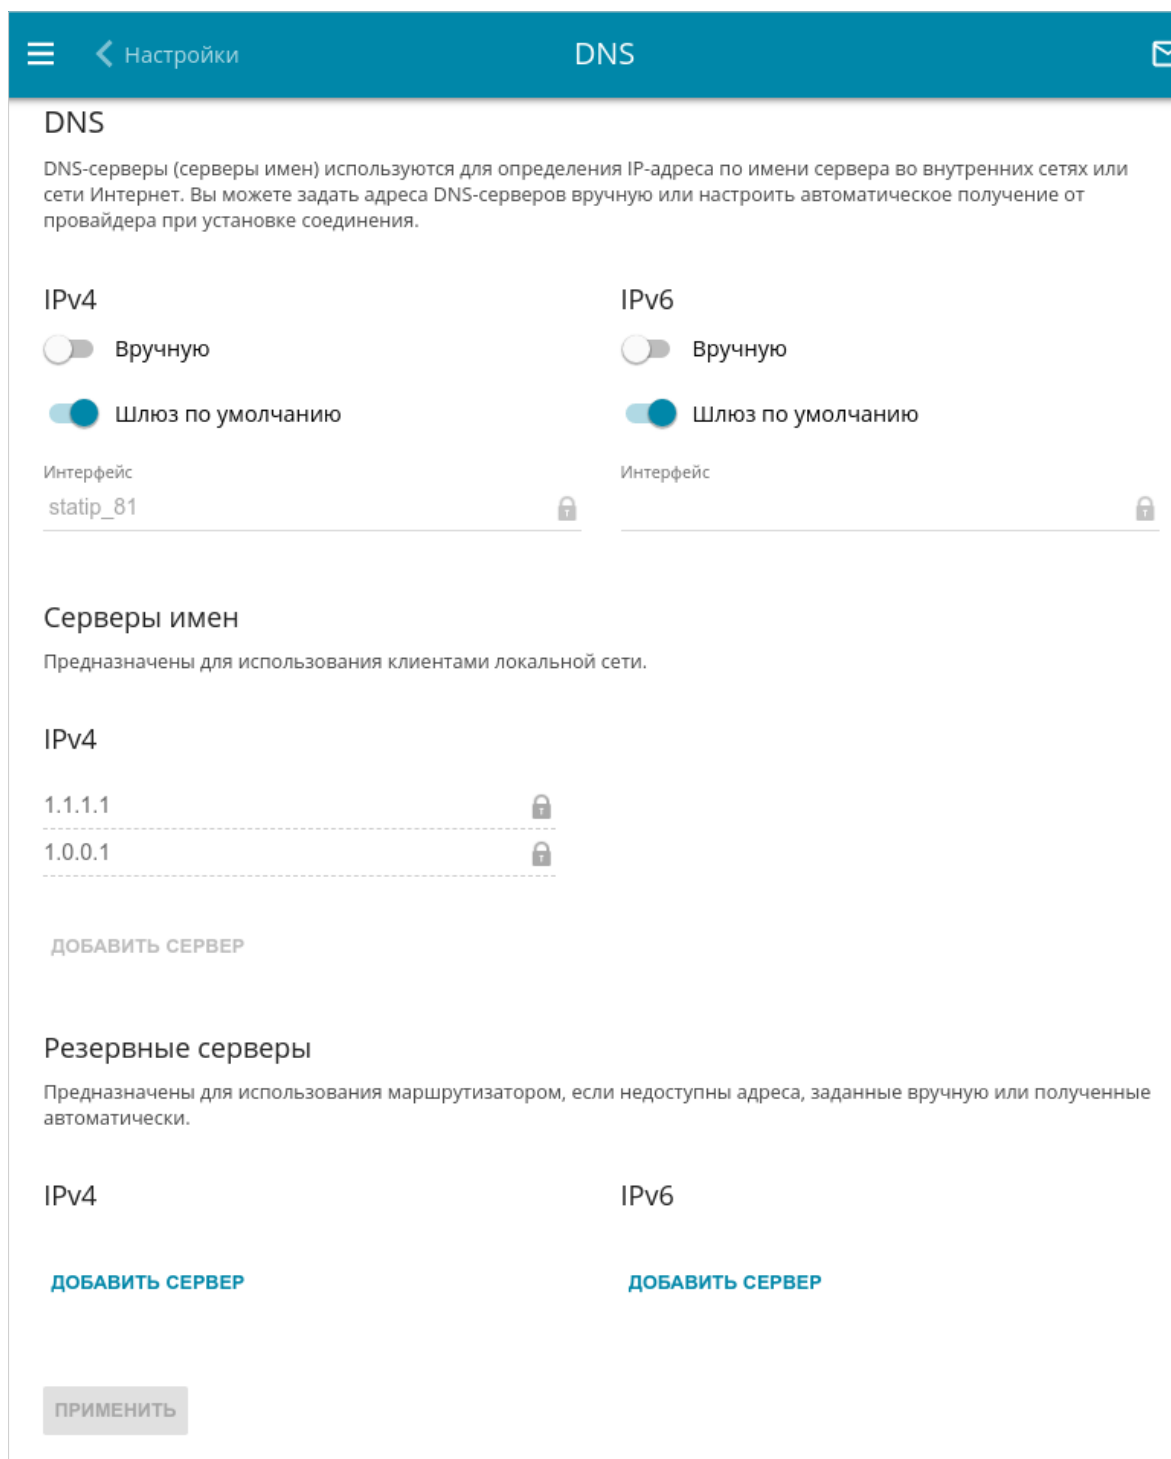 Настройки
DNS
DNS
DNS-серверы (серверы имен) используются для определения IP-адреса по имени сервера во внутренних сетях или
сети Интернет. Вы можете задать адреса DNS-серверов вручную или настроить автоматическое получение от
провайдера при установке соединения.
IPv4
IPv6
Вручную
Вручную
Шлюз по умолчанию
Шлюз по умолчанию
Интерфейс
Интерфейс
statip_81
Серверы имен
Предназначены для использования клиентами локальной сети.
IPv4
1.1.1.1
1.0.0.1
ДОБАВИТЬ СЕРВЕР
Резервные серверы
Предназначены для использования маршрутизатором, если недоступны адреса, заданные вручную или полученные
автоматически.
IPv4
IPv6
ДОБАВИТЬ СЕРВЕР
ДОБАВИТЬ СЕРВЕР
ПРИМЕНИТЬ